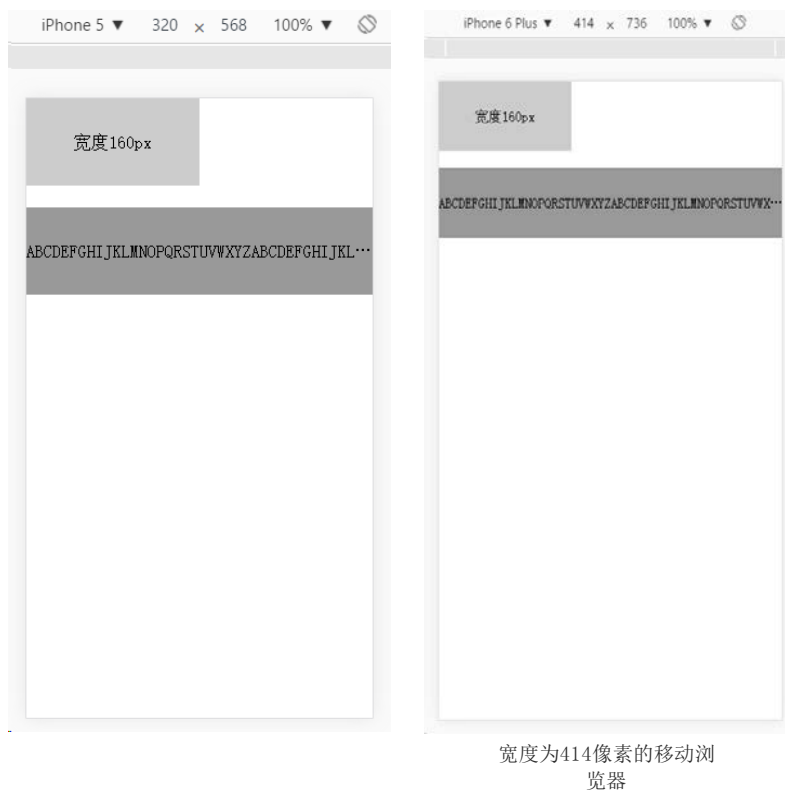 iPhone 5 ▼ 320 × 568 100% ▼
宽度160px
ABCDEFGHIJKLMNOPQRSTUVWXYZABCDEFGHIJKL…
iPhone 6 Plus ▼ 414 × 736 100% ▼
宽度160px
ABCDEFGHIJKLMNOPQRSTUVWXYZABCDEFGHIJKLMNOPQRSTUVWX…
宽度为414像素的移动浏
览器